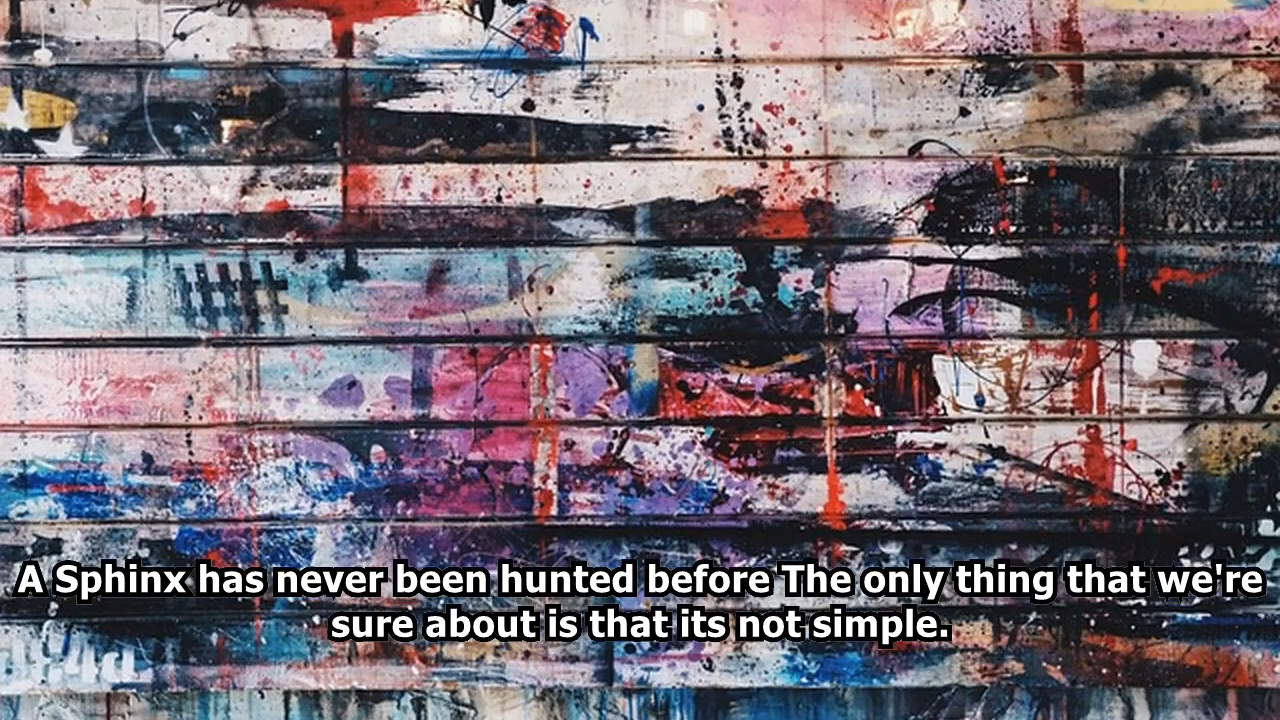 A Sphinx has never been hunted before The only thing that we're
sure about is that its not simple.